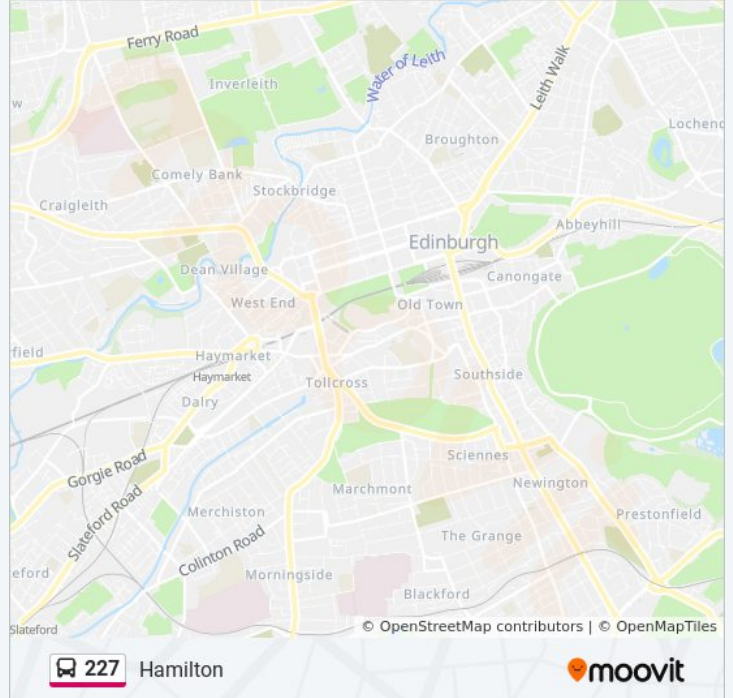 Ferry Road
Water of Leith
Leith Walk
Inverleith
w
Lochend
Broughton
Comely Bank
Stockbridge
Craigleith
Abbeyhill
Edinburgh
Dean Village
Canongate
West End
Old Town
field
Haymarket
Haymarket
Tollcross
Southside
Dalry
Sciennes
Gorgie Road
Newington
Marchmont
Slateford Road
Merchiston
Prestonfield
The Grange
Colinton Road
eford
Morningside
Blackford
Slateford
© OpenStreetMap contributors | © OpenMapTiles
227 Hamilton
moovit